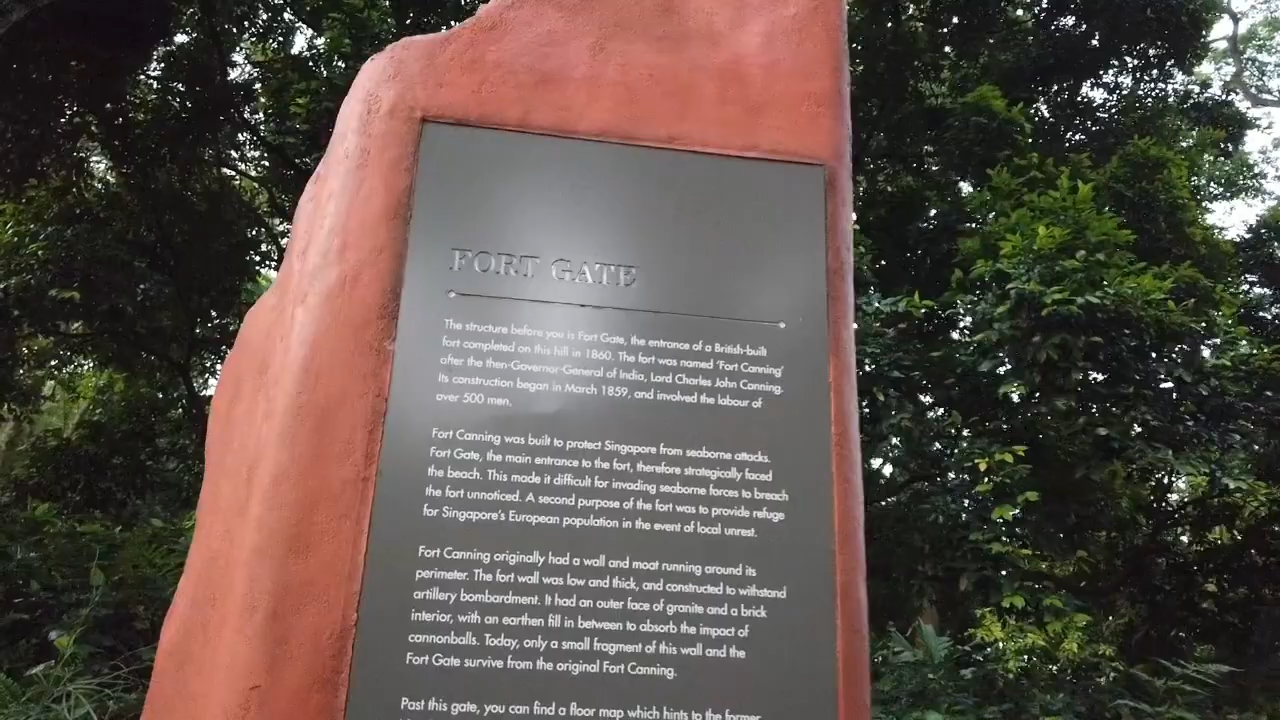 FORT GATE
The structure before you is Fort Gate, the entrance of a British-built
fort completed on this hill in 1860. The fort was named 'Fort Canning'
after the then-Governor-General of India, Lord Charles John Canning.
Its construction began in March 1859, and involved the labour of
over 500 men.
Fort Canning was built to protect Singapore from seaborne attacks.
Fort Gate, the main entrance to the fort, therefore strategically faced
the beach. This made it difficult for invading seaborne forces to breach
the fort unnoticed. A second purpose of the fort was to provide refuge
for Singapore's European population in the event of local unrest.
Fort Canning originally had a wall and moat running around its
perimeter. The fort wall was low and thick, and constructed to withstand
artillery bombardment. It had an outer face of granite and a brick
interior, with an earthen fill in between to absorb the impact of
cannonballs. Today, only a small fragment of this wall and the
Fort Gate survive from the original Fort Canning.
Past this gate, you can find a floor map which hints to the former